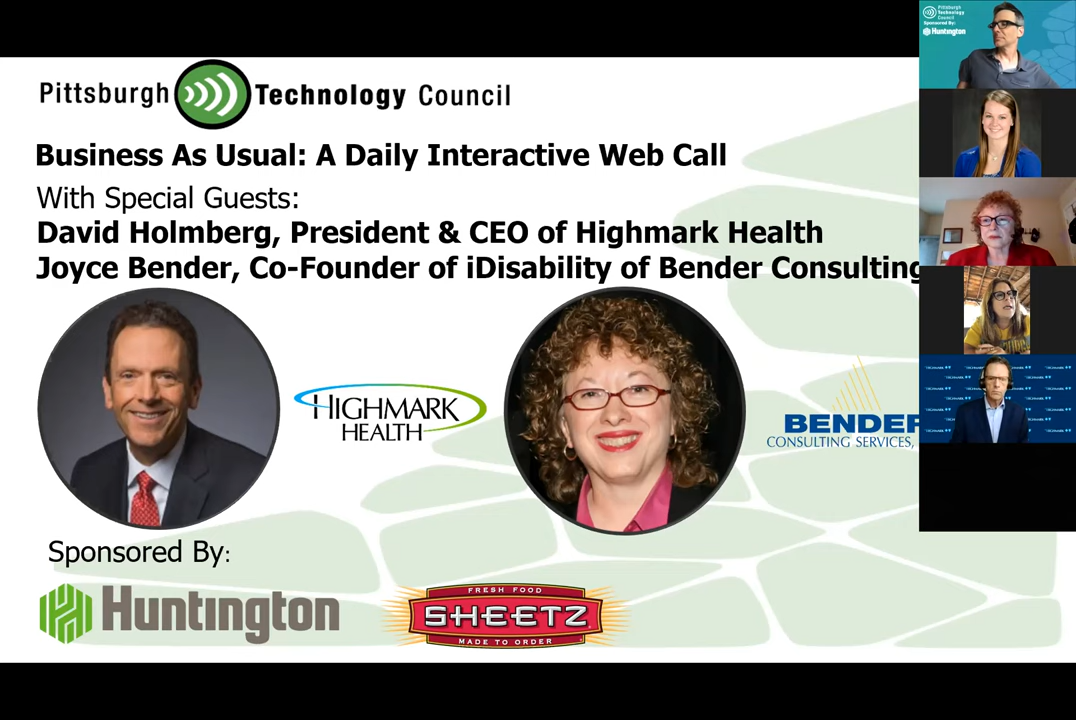 Pittsburgh Technology Council
Business As Usual: A Daily Interactive Web Call
With Special Guests:
David Holmberg, President & CEO of Highmark Health
Joyce Bender, Co-Founder of iDisability of Bender Consulting
HIGHMARK
HEALTH
BENDER
CONSULTING SERVICES,
Sponsored By:
Huntington
FRESH FOOD
SHEETZ
MADE TO ORDER
Pittsburgh
Technology
Council
Sponsored By:
Huntington